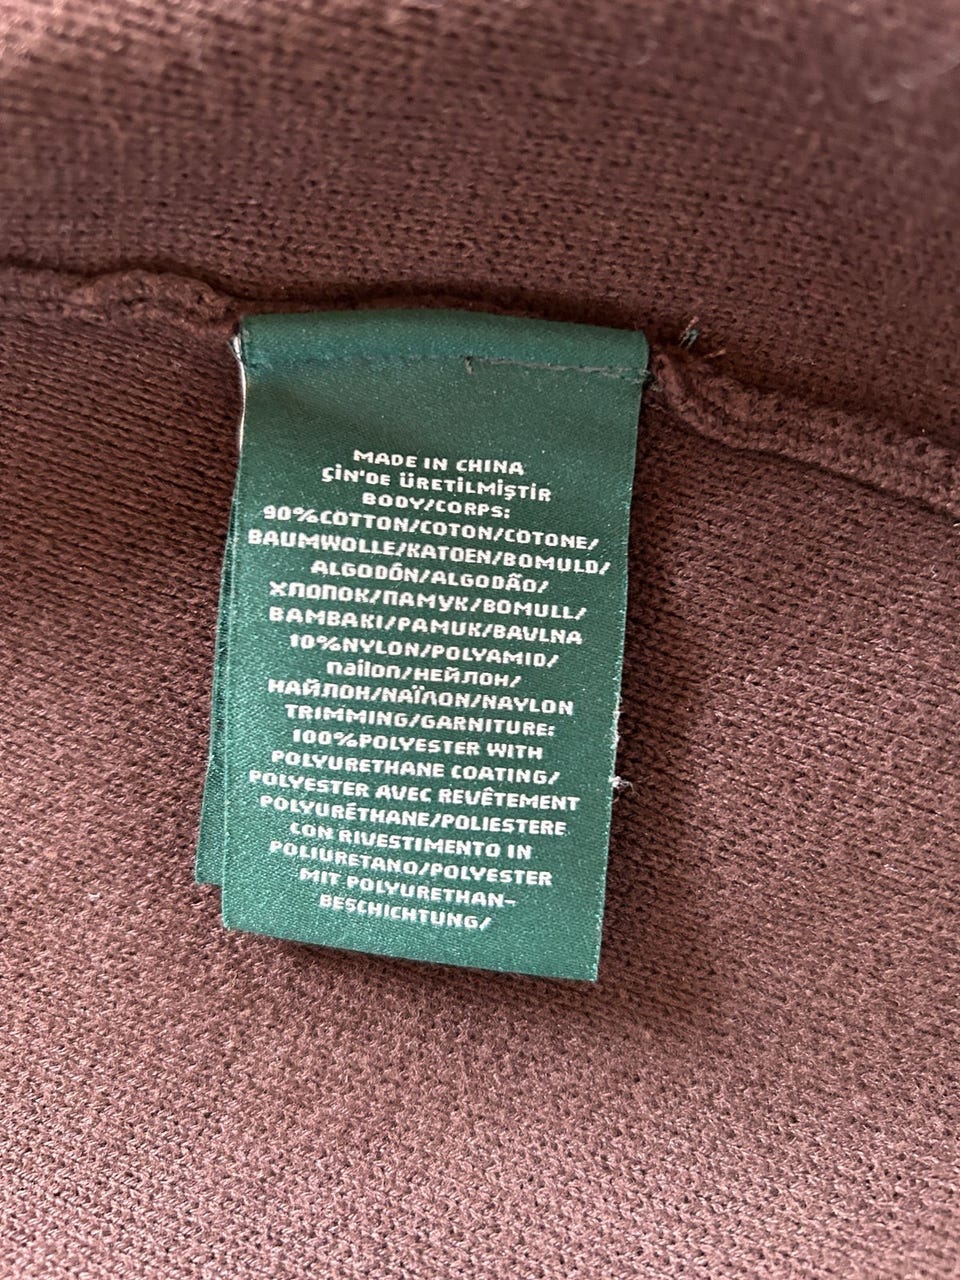 MADE IN CHINA
ÇİN'DE ÜRETİLMİŞTİR
BODY/CORPS:
90%COTTON/COTON/COTONE/
BAUMWOLLE/KATOEN/BOMULD/
ALGODÓN/ALGODÃO/
ХЛОПОК/ПАМУК/BOMULL/
BAMBAKI/PAMUK/BAVLNA
10%NYLON/POLYAMID/
nailon/НЕЙЛОН/
НАЙЛОН/ΝΑΪΛΟΝ/NAYLON
TRIMMING/GARNITURE:
100%POLYESTER WITH
POLYURETHANE COATING/
POLYESTER AVEC REVÊTEMENT
POLYURÉTHANE/POLIESTERE
CON RIVESTIMENTO IN
POLIURETANO/POLYESTER
MIT POLYURETHAN-
BESCHICHTUNG/